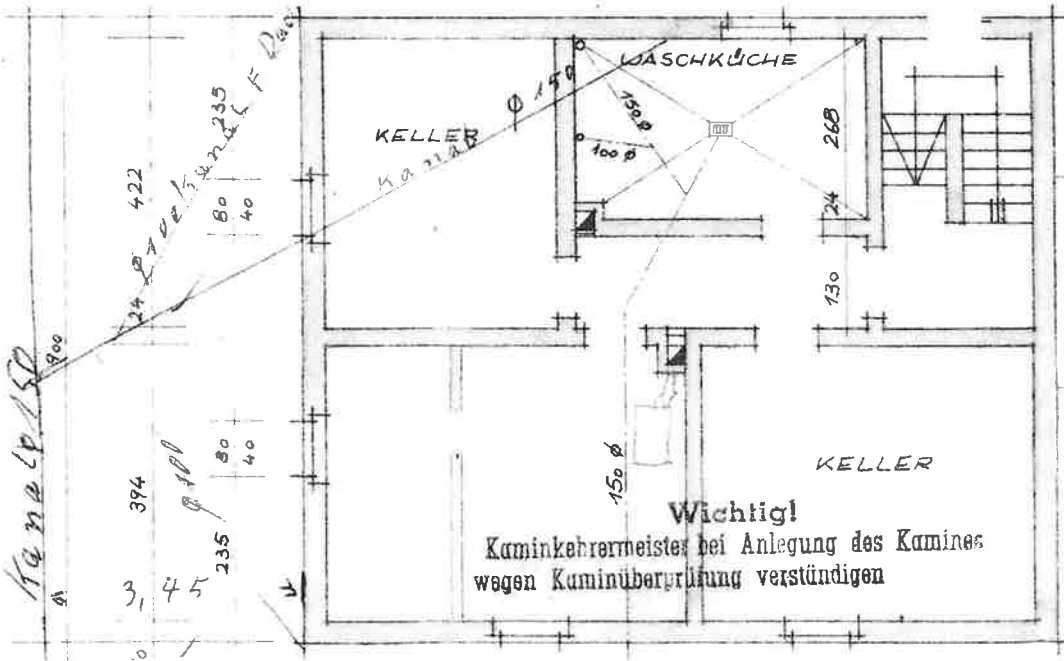 WASCHKÜCHE
Ø 150
235
KELLER
Kanal
150 Ø
100 Ø
268
422
80
40
24
24
130
300
Kanal Ø 150
394
80
40
Ø 100
235
3,45
150 Ø
KELLER
Wichtig!
Kaminkehrermeister bei Anlegung des Kamines
wegen Kaminüberprüfung verständigen